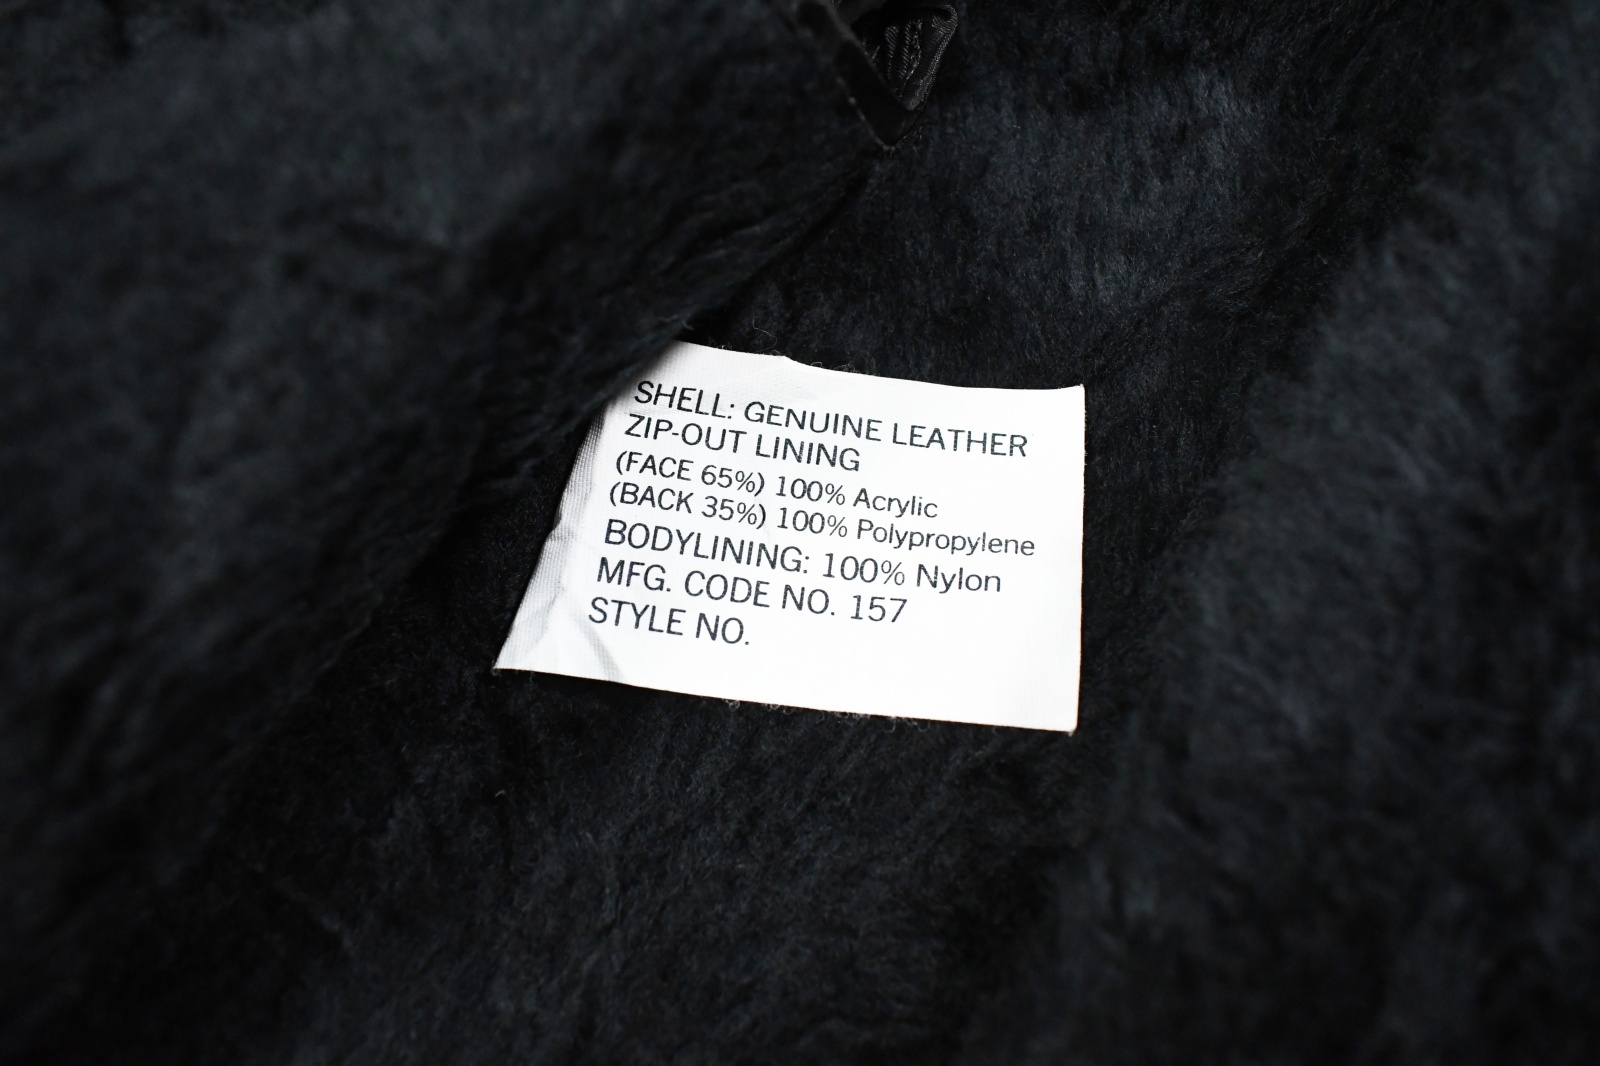 SHELL: GENUINE LEATHER
ZIP-OUT LINING
(FACE 65%) 100% Acrylic
(BACK 35%) 100% Polypropylene
BODYLINING: 100% Nylon
MFG. CODE NO. 157
STYLE NO.